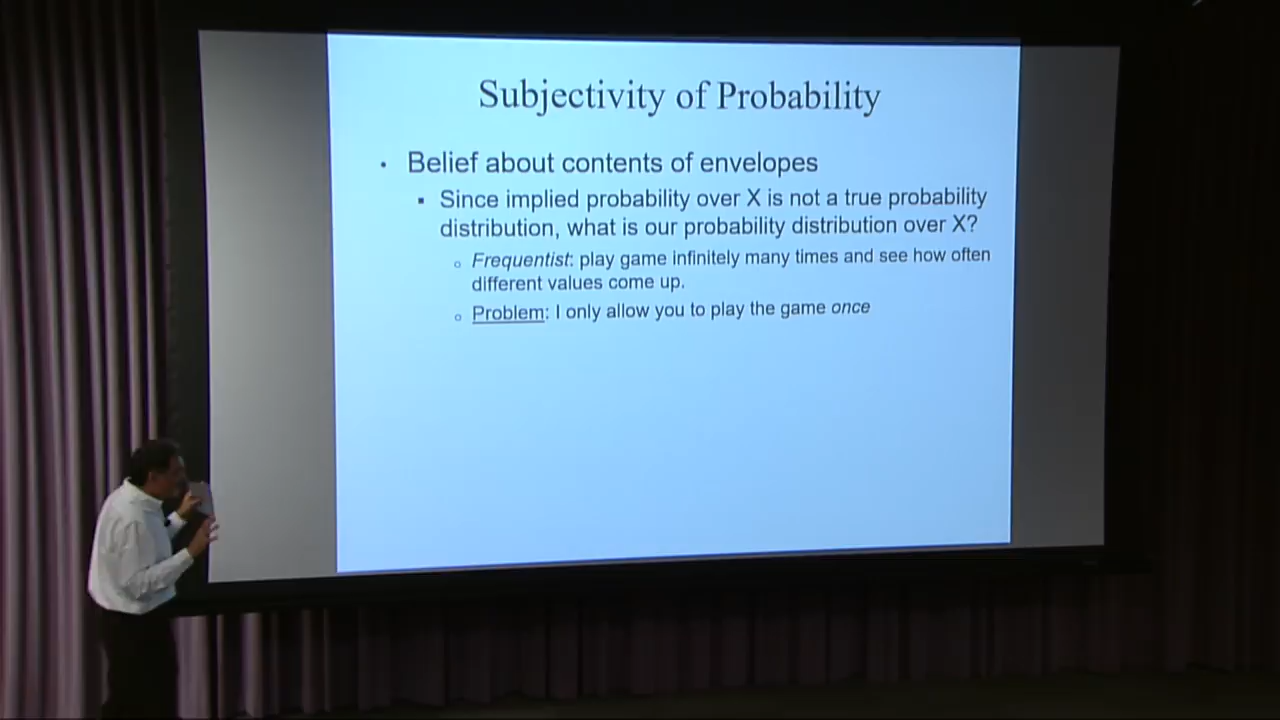 Subjectivity of Probability
• Belief about contents of envelopes
▪ Since implied probability over X is not a true probability
distribution, what is our probability distribution over X?
○ Frequentist: play game infinitely many times and see how often
different values come up.
○ Problem: I only allow you to play the game once